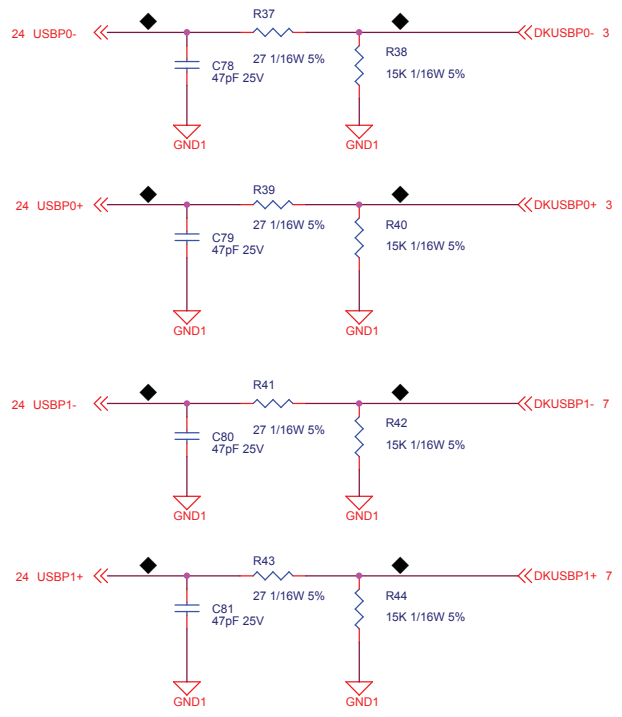 R37
24 USBP0-
DKUSBP0- 3
C78
47pF 25V
27 1/16W 5%
R38
15K 1/16W 5%
GND1
GND1
R39
24 USBP0+
DKUSBP0+ 3
C79
47pF 25V
27 1/16W 5%
R40
15K 1/16W 5%
GND1
GND1
R41
24 USBP1-
DKUSBP1- 7
C80
47pF 25V
27 1/16W 5%
R42
15K 1/16W 5%
GND1
GND1
R43
24 USBP1+
DKUSBP1+ 7
C81
47pF 25V
27 1/16W 5%
R44
15K 1/16W 5%
GND1
GND1